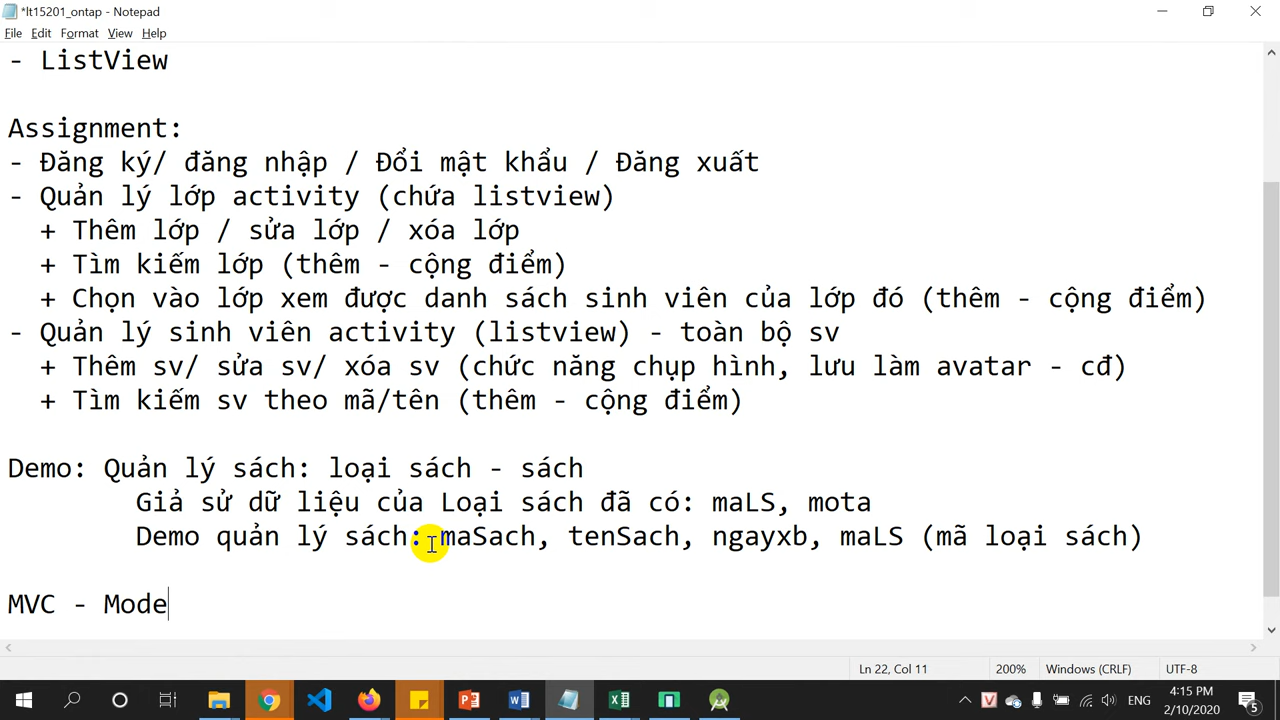 *lt15201_ontap - Notepad
File Edit Format View Help
- ListView
Assignment:
- Đăng ký/ đăng nhập / Đổi mật khẩu / Đăng xuất
- Quản lý lớp activity (chứa listview)
+ Thêm lớp / sửa lớp / xóa lớp
+ Tìm kiếm lớp (thêm - cộng điểm)
+ Chọn vào lớp xem được danh sách sinh viên của lớp đó (thêm - cộng điểm)
- Quản lý sinh viên activity (listview) - toàn bộ sv
+ Thêm sv/ sửa sv/ xóa sv (chức năng chụp hình, lưu làm avatar - cđ)
+ Tìm kiếm sv theo mã/tên (thêm - cộng điểm)
Demo: Quản lý sách: loại sách - sách
Giả sử dữ liệu của Loại sách đã có: maLS, mota
Demo quản lý sách: maSach, tenSach, ngayxb, maLS (mã loại sách)
MVC - Mode
Ln 22, Col 11 200% Windows (CRLF) UTF-8
ENG 4:15 PM
2/10/2020 5